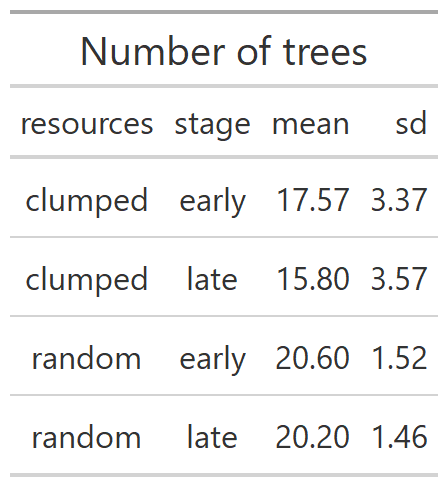 Number of trees
resources stage mean sd
clumped early 17.57 3.37
clumped late 15.80 3.57
random early 20.60 1.52
random late 20.20 1.46